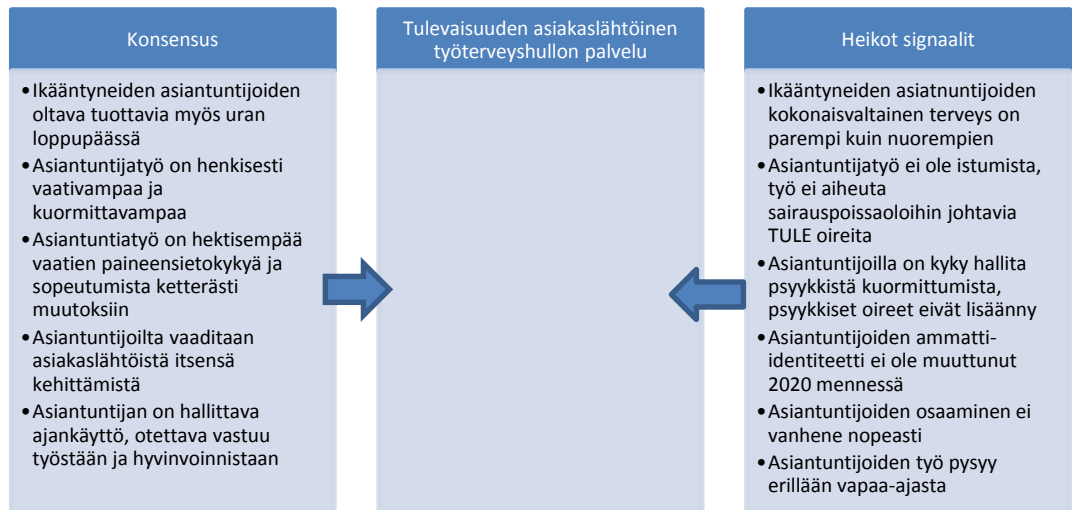 Konsensus
•Ikääntyneiden asiantuntijoiden
oltava tuottavia myös uran
loppupäässä
•Asiantuntijatyö on henkisesti
vaativampaa ja
kuormittavampaa
•Asiantuntiatyö on hektisempää
vaatien paineensietokykyä ja
sopeutumista ketterästi
muutoksiin
•Asiantuntijoilta vaaditaan
asiakaslähtöistä itsensä
kehittämistä
•Asiantuntijan on hallittava
ajankäyttö, otettava vastuu
työstään ja hyvinvoinnistaan
Tulevaisuuden asiakaslähtöinen
työterveyshullon palvelu
Heikot signaalit
•Ikääntyneiden asiatnuntijoiden
kokonaisvaltainen terveys on
parempi kuin nuorempien
•Asiantuntijatyö ei ole istumista,
työ ei aiheuta
sairauspoissaoloihin johtavia
TULE oireita
•Asiantuntijoilla on kyky hallita
psyykkistä kuormittumista,
psyykkiset oireet eivät lisäänny
•Asiantuntijoiden ammatti-
identiteetti ei ole muuttunut
2020 mennessä
•Asiantuntijoiden osaaminen ei
vanhene nopeasti
•Asiantuntijoiden työ pysyy
erillään vapaa-ajasta